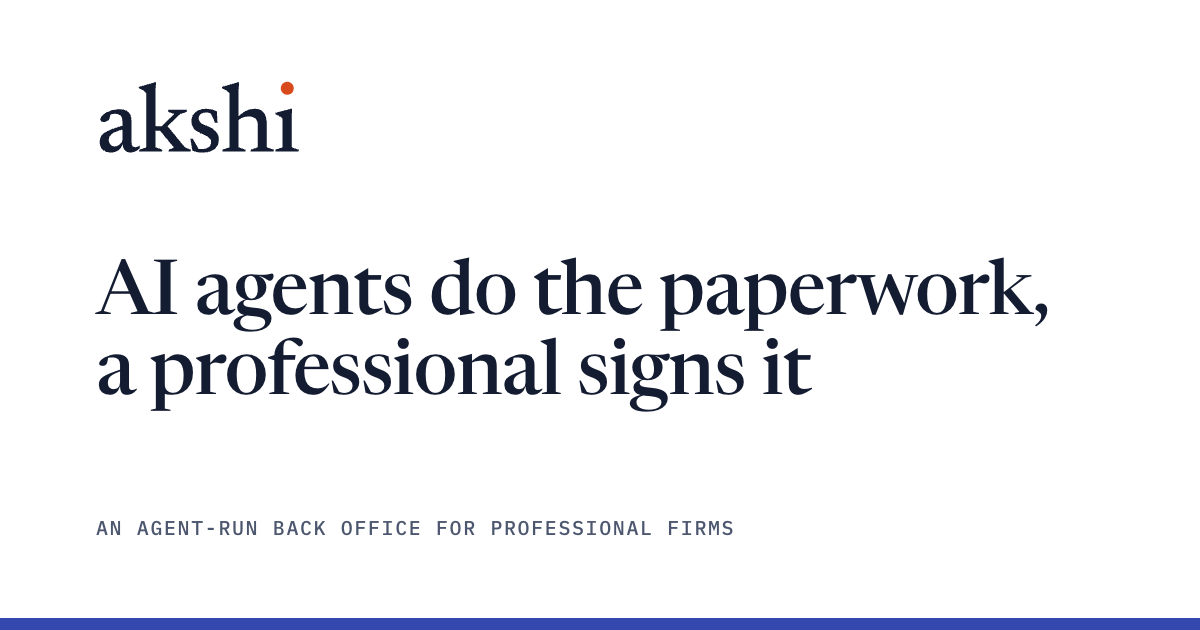 akshi
AI agents do the paperwork,
a professional signs it
AN AGENT-RUN BACK OFFICE FOR PROFESSIONAL FIRMS